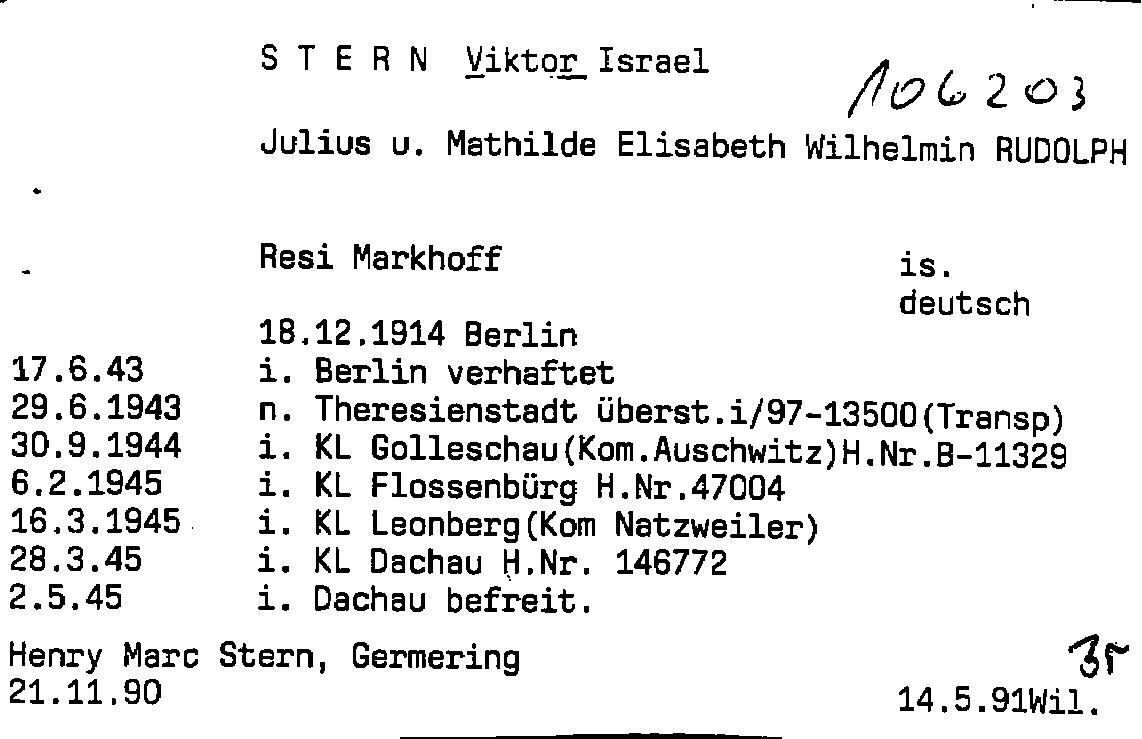 S T E R N Viktor Israel
106203
Julius u. Mathilde Elisabeth Wilhelmin RUDOLPH
Resi Markhoff
is.
deutsch
18.12.1914 Berlin
17.6.43 i. Berlin verhaftet
29.6.1943 n. Theresienstadt überst.i/97-13500(Transp)
30.9.1944 i. KL Golleschau(Kom.Auschwitz)H.Nr.B-11329
6.2.1945 i. KL Flossenbürg H.Nr.47004
16.3.1945 i. KL Leonberg(Kom Natzweiler)
28.3.45 i. KL Dachau H.Nr. 146772
2.5.45 i. Dachau befreit.
Henry Marc Stern, Germering
21.11.90
14.5.91Wil.